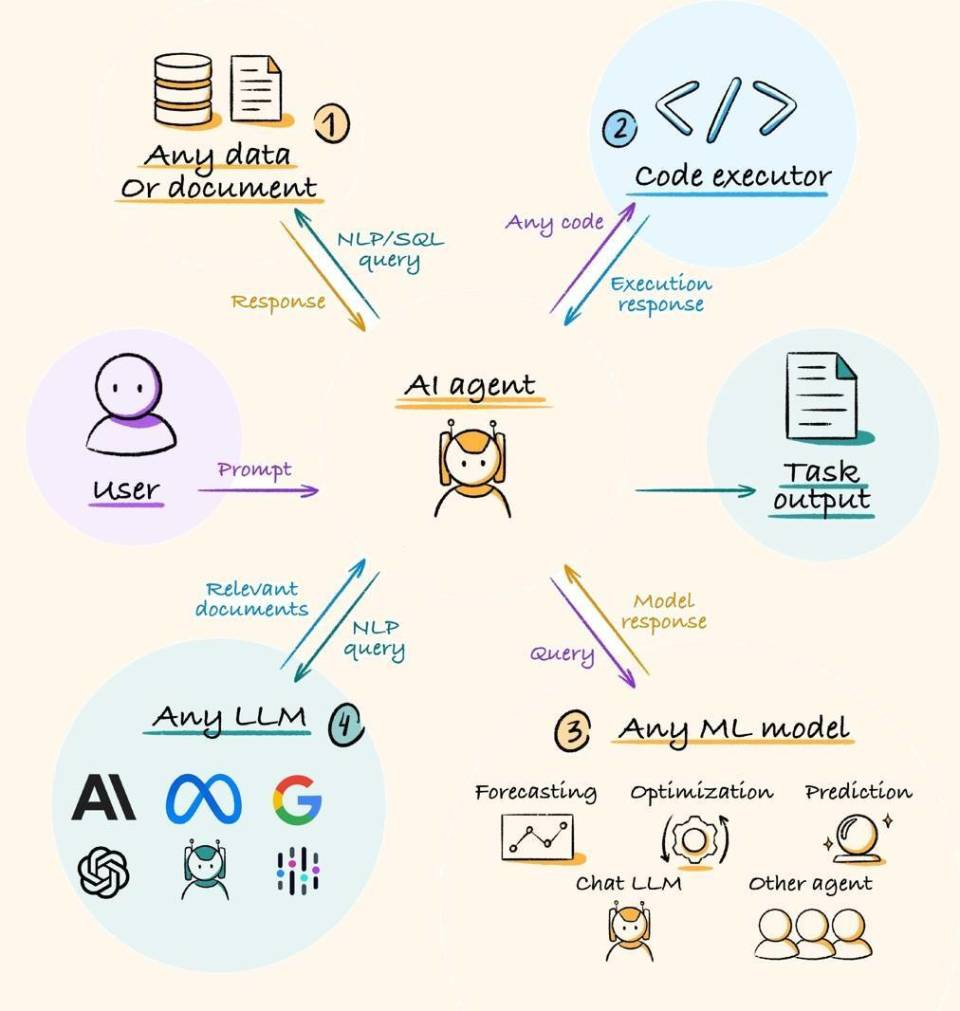 1
Any data
Or document
2
Code executor
NLP/SQL
query
Response
Any code
Execution
response
AI agent
User
Prompt
Task
output
Relevant
documents
NLP
query
Model
response
Query
Any LLM
4
3
Any ML model
AI
G
Forecasting
Optimization
Prediction
Chat LLM
Other agent